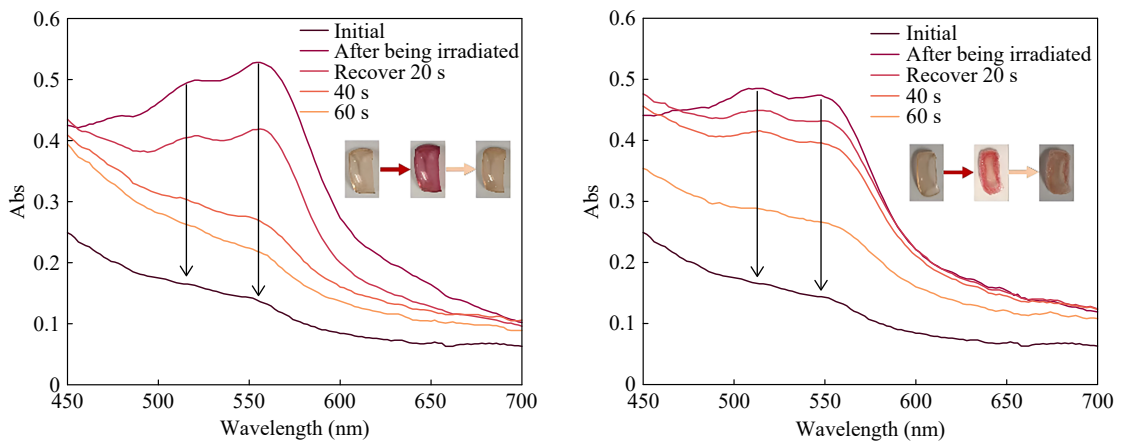 0.6
0.5
0.4
0.3
0.2
0.1
0
Abs
450
500
550
600
650
700
Wavelength (nm)
Initial
After being irradiated
Recover 20 s
40 s
60 s
0.6
0.5
0.4
0.3
0.2
0.1
0
Abs
450
500
550
600
650
700
Wavelength (nm)
Initial
After being irradiated
Recover 20 s
40 s
60 s